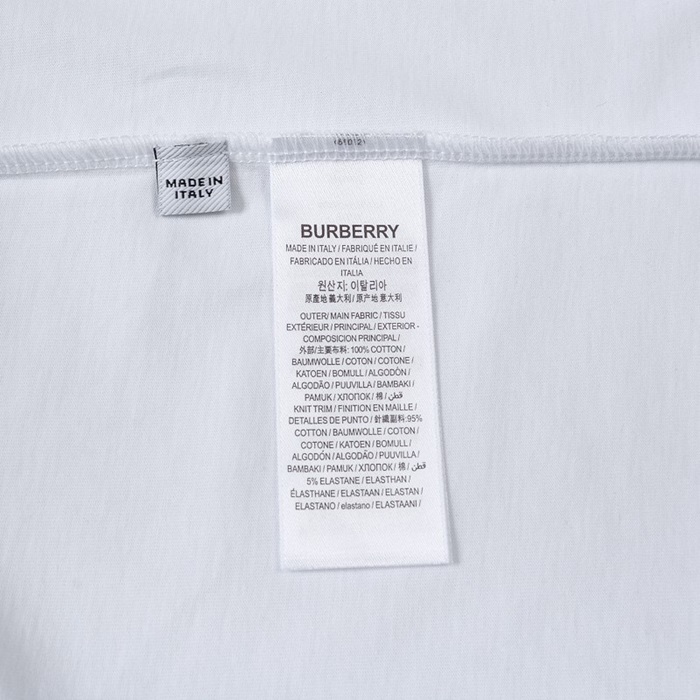 MADE IN
ITALY
BURBERRY
MADE IN ITALY / FABRIQUÉ EN ITALIE /
FABRICADO EN ITÁLIA / HECHO EN
ITALIA
원산지: 이탈리아
原產地 義大利 / 原产地 意大利
OUTER/ MAIN FABRIC / TISSU
EXTÉRIEUR / PRINCIPAL / EXTERIOR -
COMPOSICION PRINCIPAL /
外部/主要布料: 100% COTTON /
BAUMWOLLE / COTON / COTONE /
KATOEN / BOMULL / ALGODÓN /
ALGODÃO / PUUVILLA / BAMBAKI /
PAMUK / ХЛОПОК / 棉 / قطن
KNIT TRIM / FINITION EN MAILLE /
DETALLES DE PUNTO / 針織副料: 95%
COTTON / BAUMWOLLE / COTON /
COTONE / KATOEN / BOMULL /
ALGODÓN / ALGODÃO / PUUVILLA /
BAMBAKI / PAMUK / ХЛОПОК / 棉 / قطن
5% ELASTANE / ELASTHAN /
ÉLASTHANE / ELASTAAN / ELASTAN /
ELASTANO / elastano / ELASTAANI /